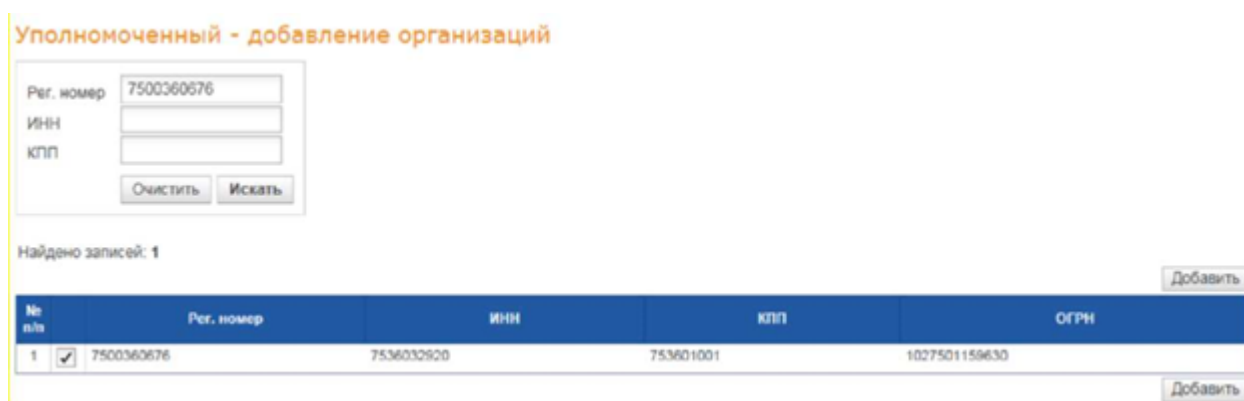 Уполномоченный - добавление организаций
Рег. номер 7500360676
ИНН
КПП
Очистить Искать
Найдено записей: 1
Добавить
№ п/п Рег. номер ИНН КПП ОГРН
1 7500360676 7536032920 753601001 1027501159630
Добавить